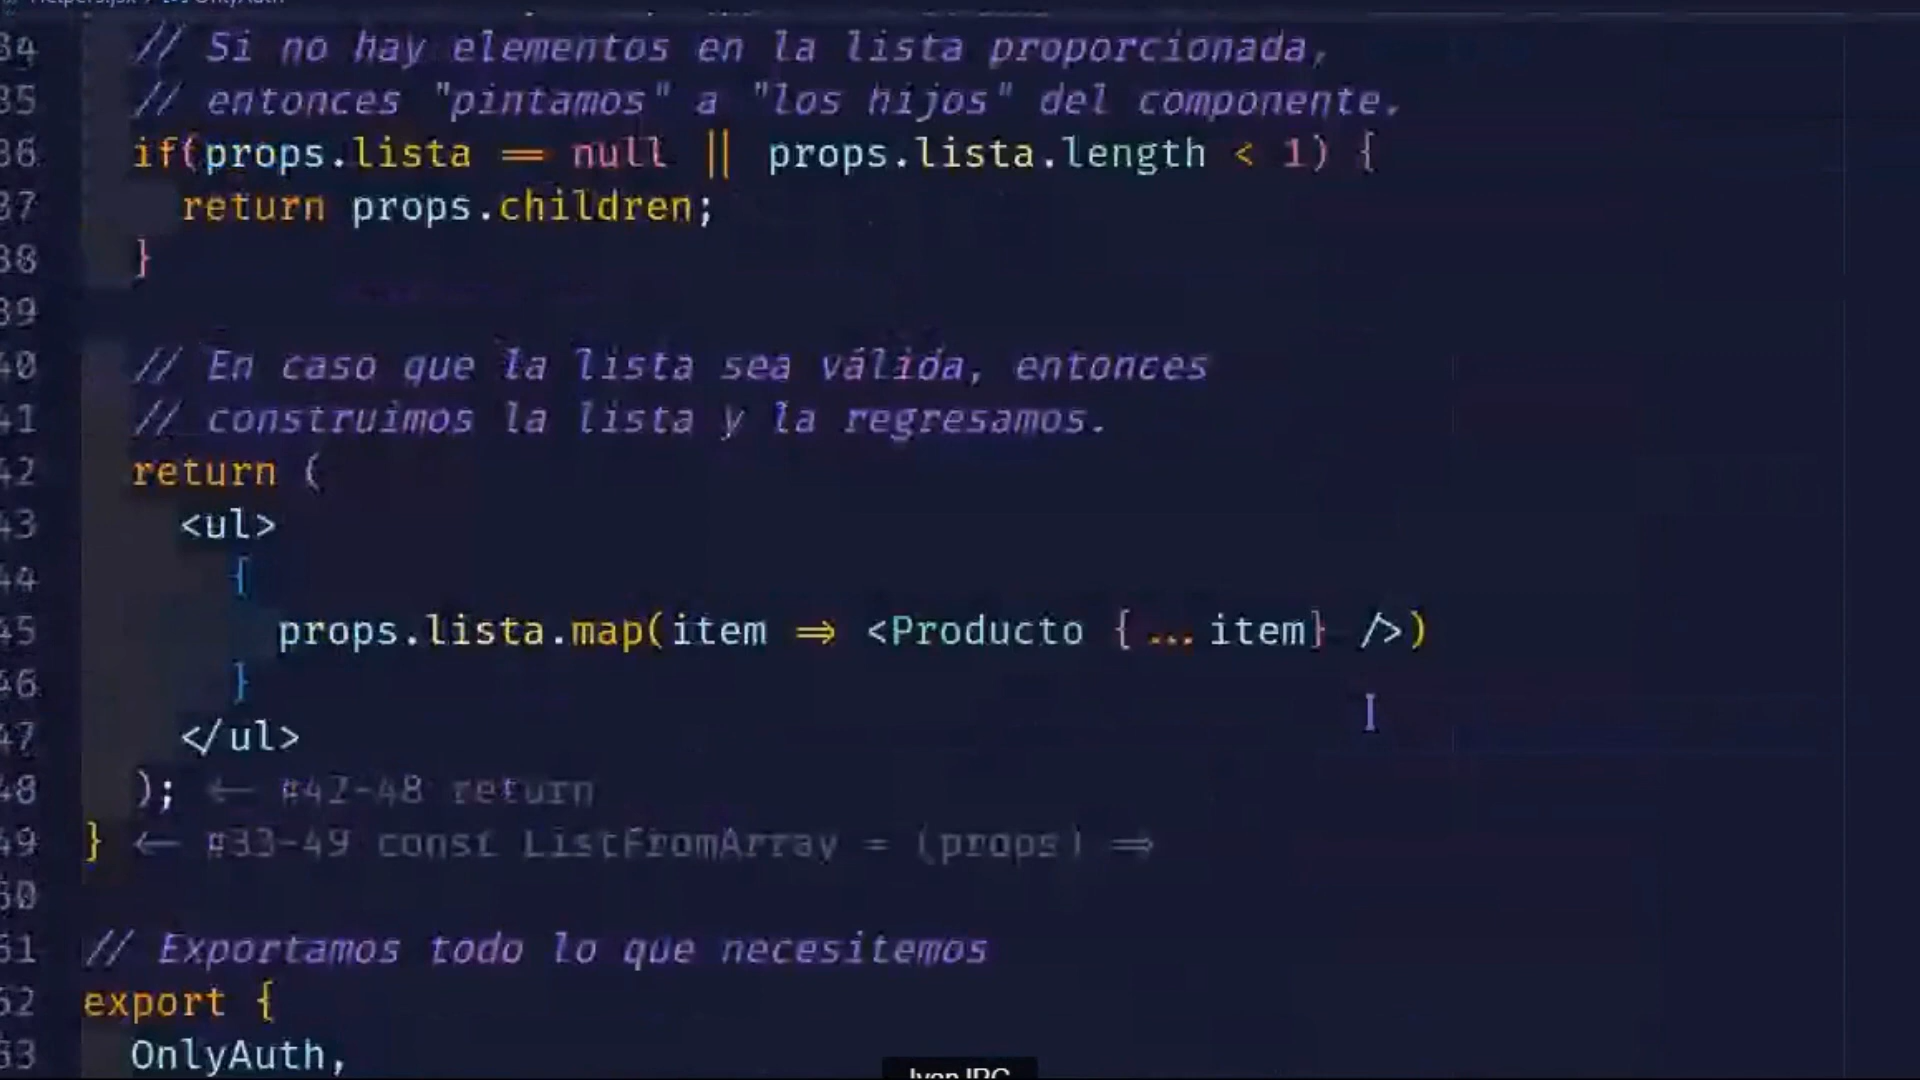 34 // Si no hay elementos en la lista proporcionada,
35 // entonces "pintamos" a "los hijos" del componente.
36 if(props.lista == null || props.lista.length < 1) {
37 return props.children;
38 }
39
40 // En caso que la lista sea válida, entonces
41 // construimos la lista y la regresamos.
42 return (
43 <ul>
44 {
45 props.lista.map(item => <Producto {...item} />)
46 }
47 </ul>
48 ); <— #42-48 return
49 } <— #33-49 const ListFromArray = (props) =>
50
51 // Exportamos todo lo que necesitemos
52 export {
53 OnlyAuth,